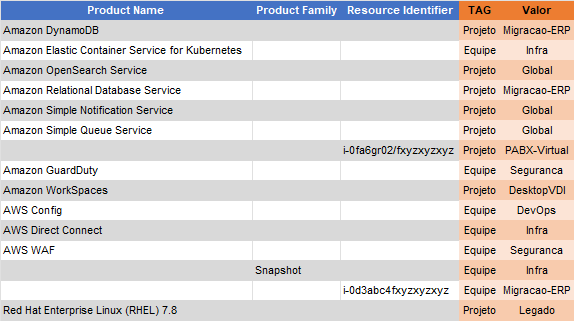 Product Name Product Family Resource Identifier TAG Valor
Amazon DynamoDB Projeto Migracao-ERP
Amazon Elastic Container Service for Kubernetes Equipe Infra
Amazon OpenSearch Service Projeto Global
Amazon Relational Database Service Projeto Migracao-ERP
Amazon Simple Notification Service Projeto Global
Amazon Simple Queue Service Projeto Global
i-0fa6gr02/fxyzxyzxyz Projeto PABX-Virtual
Amazon GuardDuty Equipe Seguranca
Amazon WorkSpaces Projeto DesktopVDI
AWS Config Equipe DevOps
AWS Direct Connect Equipe Infra
AWS WAF Equipe Seguranca
Snapshot Equipe Infra
i-0d3abc4fxyzxyzxyz Equipe Migracao-ERP
Red Hat Enterprise Linux (RHEL) 7.8 Projeto Legado